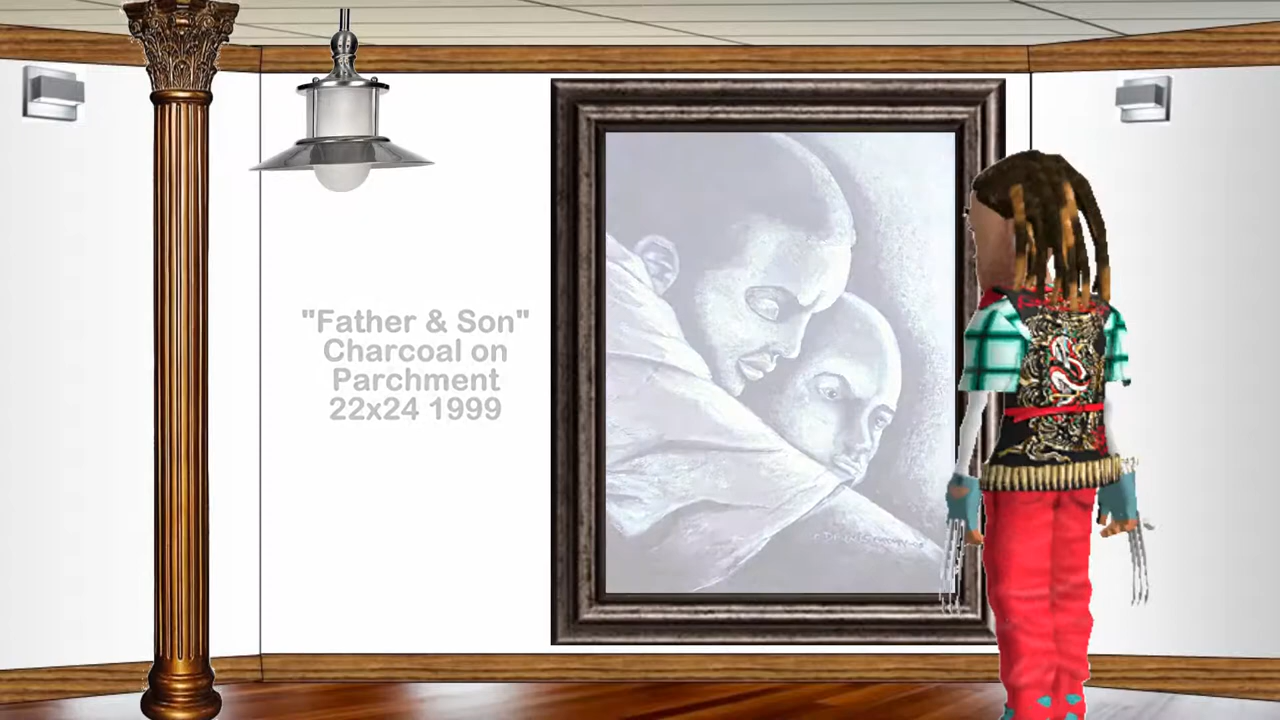 "Father & Son"
Charcoal on
Parchment
22x24 1999